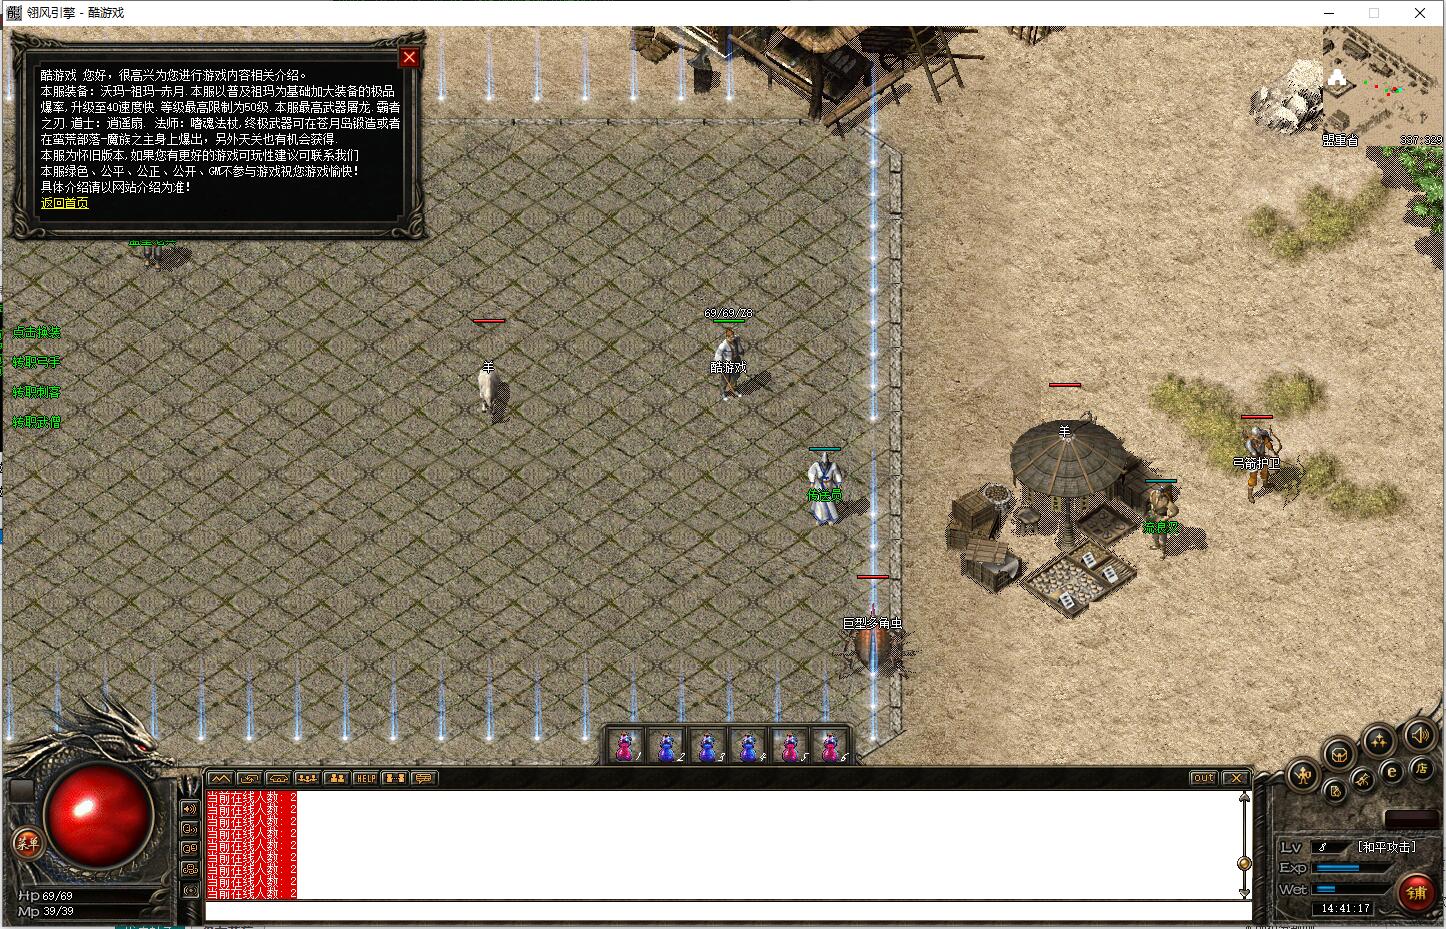 翎风引擎 - 酷游戏
酷游戏 您好，很高兴为您进行游戏内容相关介绍。
本服装备：沃玛-祖玛-赤月.本服以普及祖玛为基础加大装备的极品
爆率,升级至40速度快.等级最高限制为50级.本服最高武器屠龙.霸者
之刃.道士：逍遥扇. 法师：嗜魂法杖,终极武器可在苍月岛锻造或者
在蛮荒部落-魔族之主身上爆出，另外天关也有机会获得.
本服为怀旧版本,如果您有更好的游戏可玩性建议可联系我们
本服绿色、公平、公正、公开、GM不参与游戏祝您游戏愉快！
具体介绍请以网站介绍为准！
返回首页
盟重省
337:329
点击换装
转职弓手
转职刺客
转职武僧
69/69/Z8
羊
酷游戏
羊
弓箭护卫
传送员
流浪汉
巨型多角虫
1
2
3
4
5
6
HELP
out
当前在线人数：2
当前在线人数：2
当前在线人数：2
当前在线人数：2
当前在线人数：2
当前在线人数：2
当前在线人数：2
当前在线人数：2
当前在线人数：2
菜单
Hp 69/69
Mp 39/39
e
店
Lv 8 [和平攻击]
Exp
Wet
铺
14:41:17